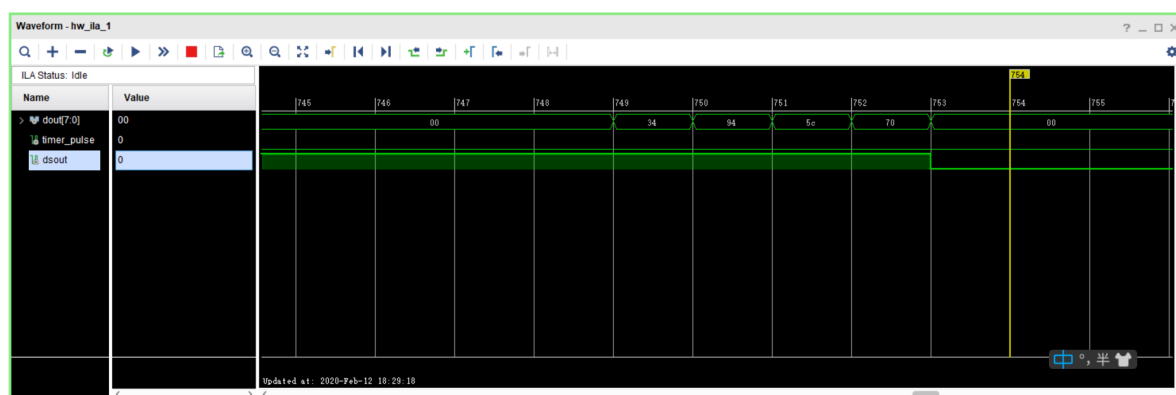 Waveform - hw_ila_1
ILA Status: Idle
Name Value
754
745 746 747 748 749 750 751 752 753 754 755
dout[7:0] 00 00 34 94 5c 70 00
timer_pulse 0
dsout 0
Updated at: 2020-Feb-12 18:29:18
中 °, 半